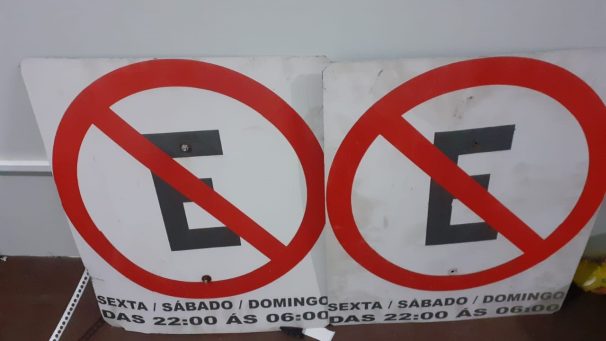 E
SEXTA / SÁBADO / DOMINGO
DAS 22:00 ÁS 06:00
E
SEXTA / SÁBADO / DOMINGO
DAS 22:00 ÁS 06:00